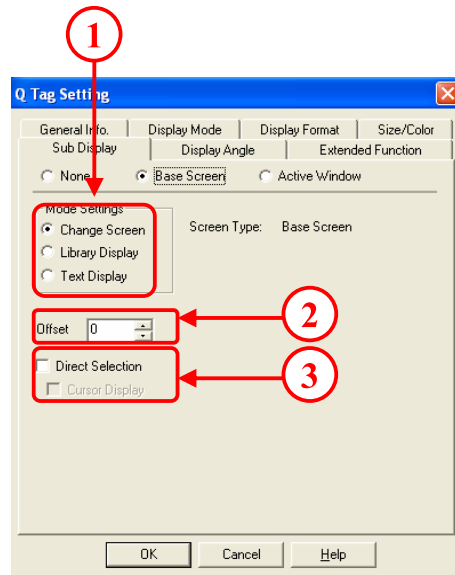 1
Q Tag Setting
General Info. Display Mode Display Format Size/Color
Sub Display Display Angle Extended Function
None Base Screen Active Window
Mode Settings
Change Screen Screen Type: Base Screen
Library Display
Text Display
2
Offset 0
Direct Selection
3
Cursor Display
OK Cancel Help